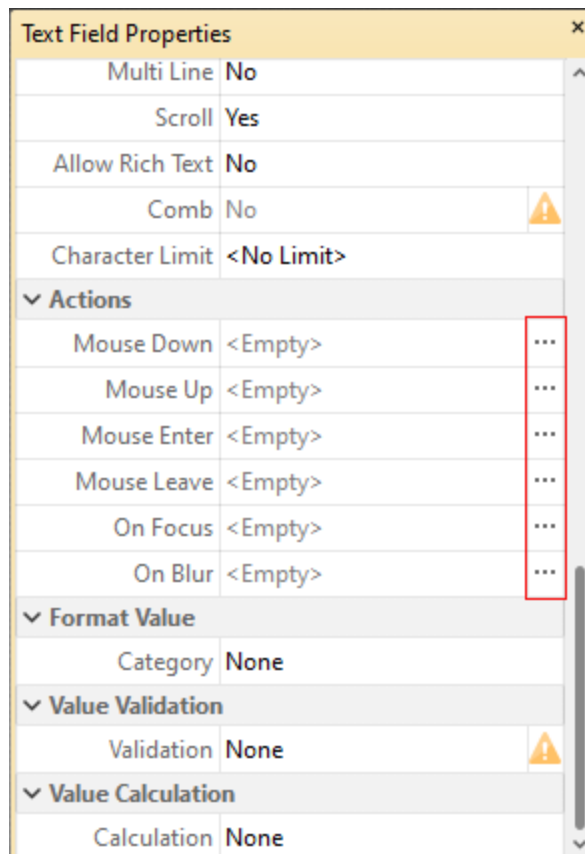 Text Field Properties
Multi Line No
Scroll Yes
Allow Rich Text No
Comb No
Character Limit <No Limit>
Actions
Mouse Down <Empty> ...
Mouse Up <Empty> ...
Mouse Enter <Empty> ...
Mouse Leave <Empty> ...
On Focus <Empty> ...
On Blur <Empty> ...
Format Value
Category None
Value Validation
Validation None
Value Calculation
Calculation None